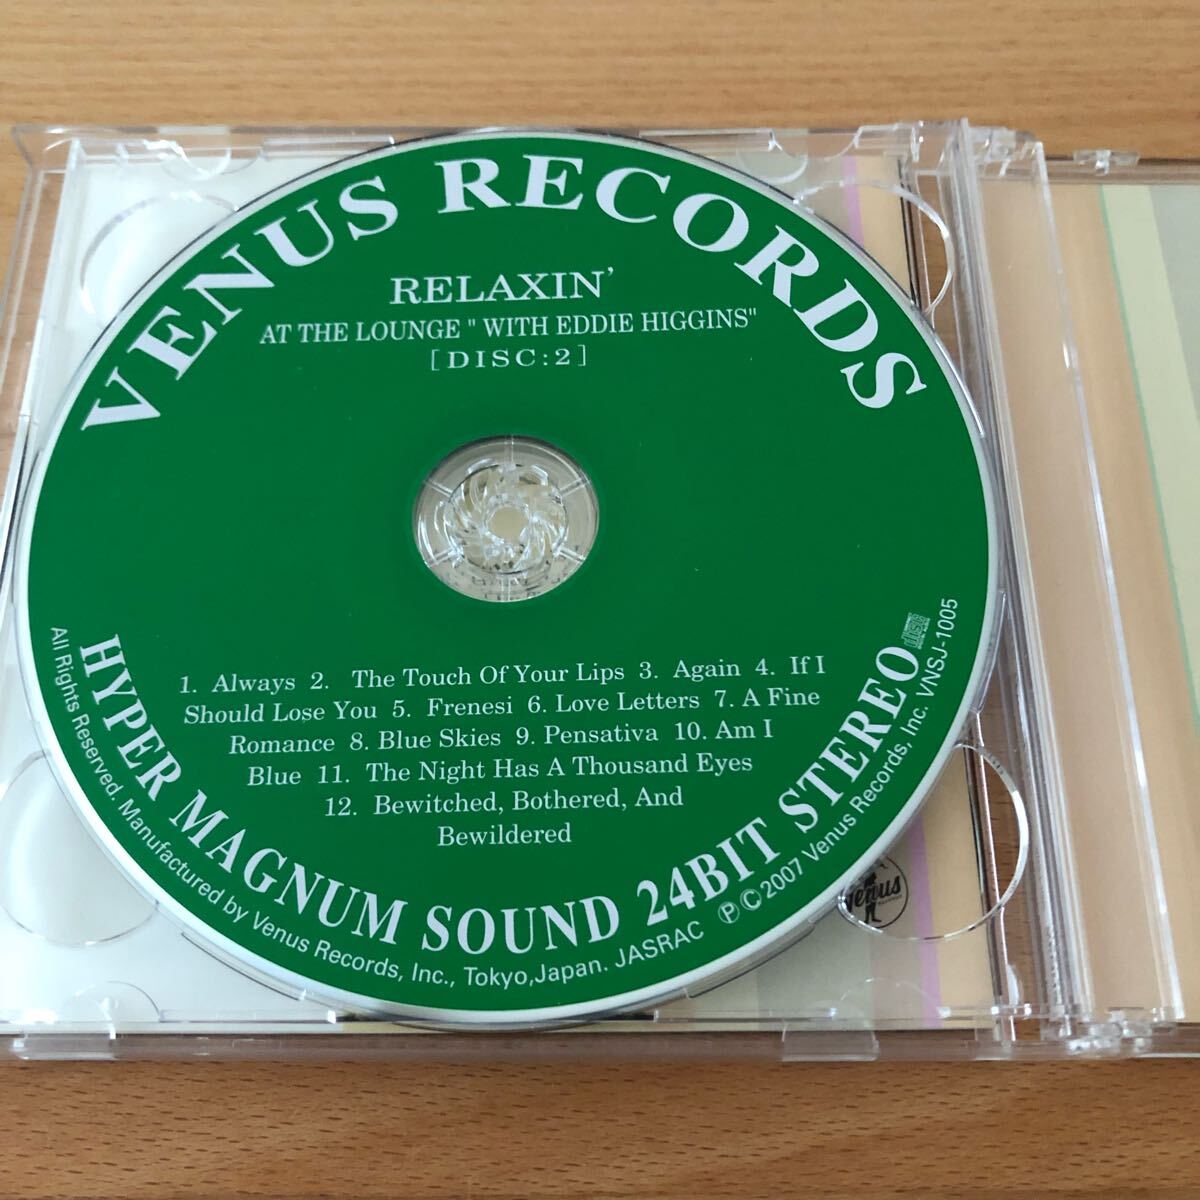 VENUS RECORDS
RELAXIN'
AT THE LOUNGE " WITH EDDIE HIGGINS"
[DISC:2]
1. Always 2. The Touch Of Your Lips 3. Again 4. If I
Should Lose You 5. Frenesi 6. Love Letters 7. A Fine
Romance 8. Blue Skies 9. Pensativa 10. Am I
Blue 11. The Night Has A Thousand Eyes
12. Bewitched, Bothered, And
Bewildered
HYPER MAGNUM SOUND 24BIT STEREO
disc
All Rights Reserved. Manufactured by Venus Records, Inc., Tokyo,Japan. JASRAC Ⓟ©2007 Venus Records, Inc. VNSJ-1005
Venus